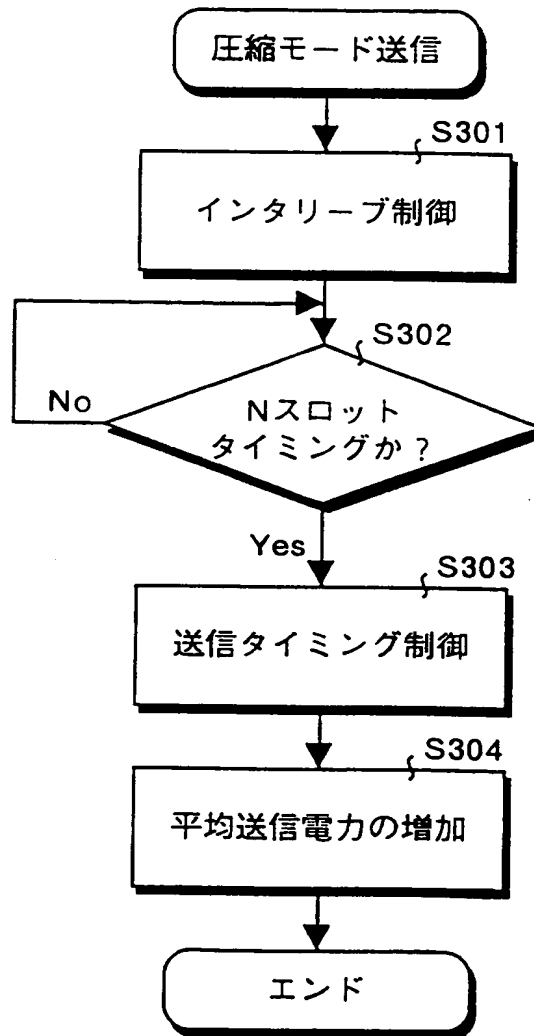 圧縮モード送信
S301
インタリーブ制御
S302
No
Nスロット
タイミングか？
Yes
S303
送信タイミング制御
S304
平均送信電力の増加
エンド